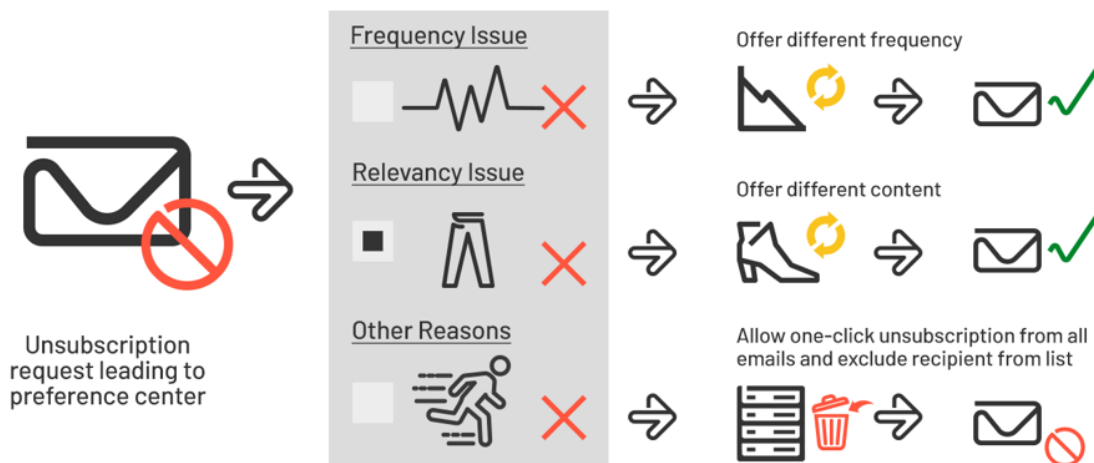 Frequency Issue
Offer different frequency
Relevancy Issue
Offer different content
Unsubscription
request leading to
preference center
Other Reasons
Allow one-click unsubscription from all
emails and exclude recipient from list